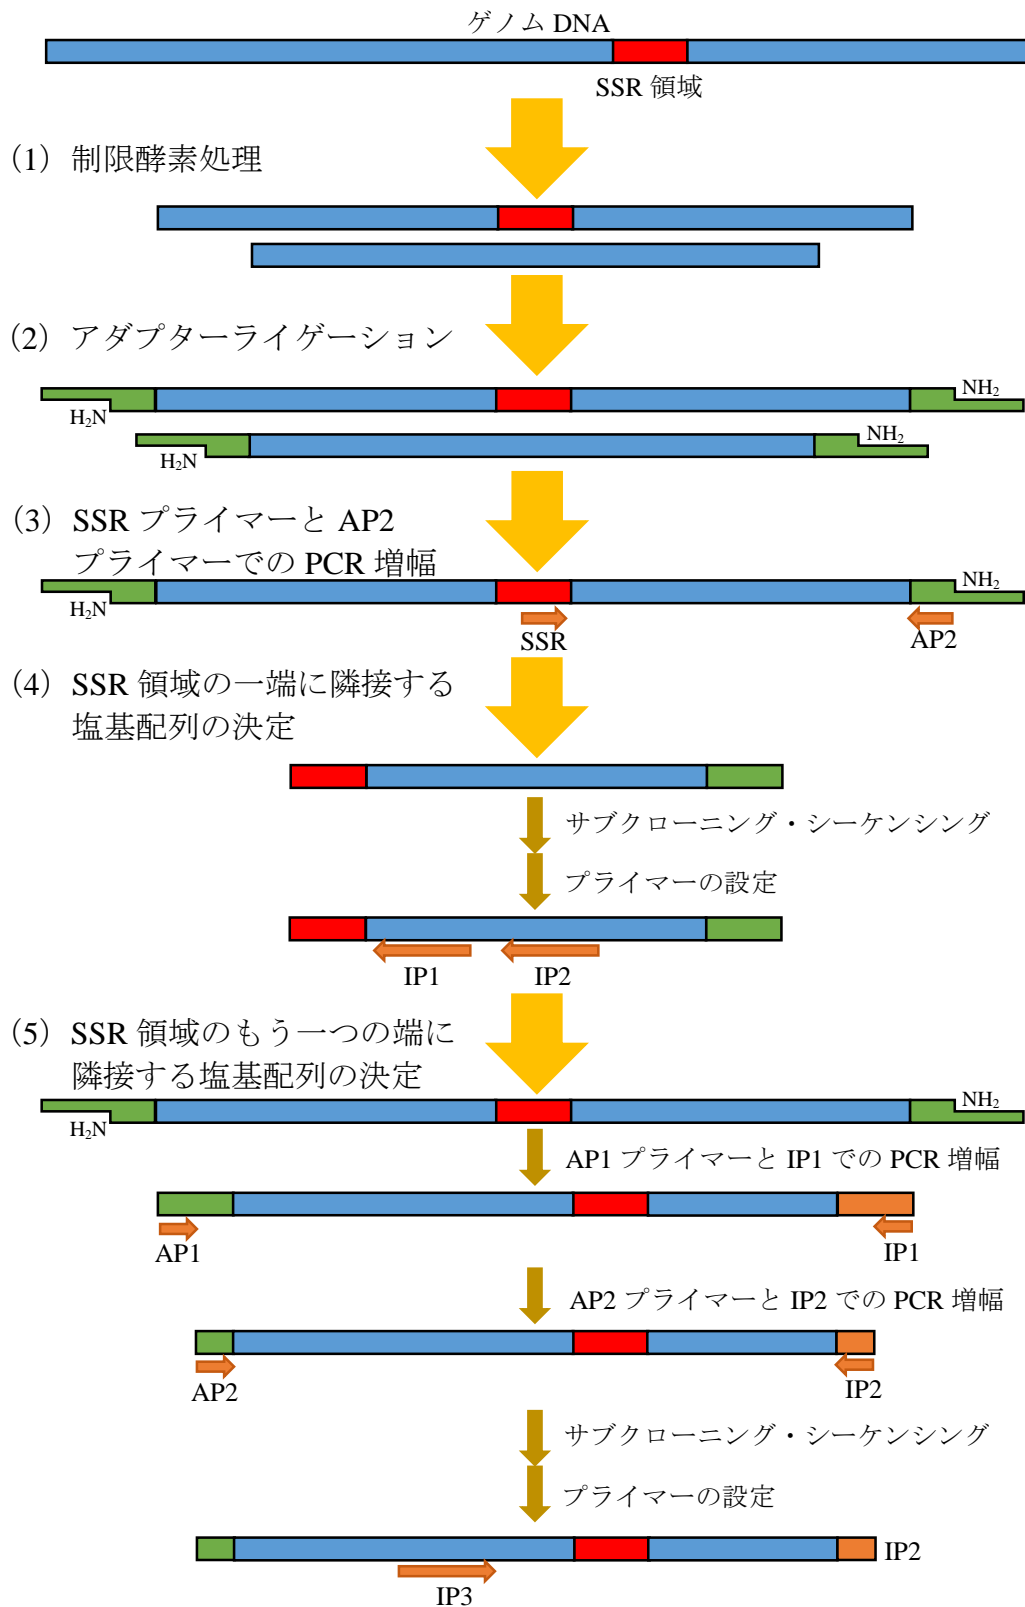 ゲノム DNA
SSR 領域
（1）制限酵素処理
（2）アダプターライゲーション
NH₂
H₂N
NH₂
H₂N
（3）SSR プライマーと AP2
プライマーでの PCR 増幅
NH₂
H₂N
SSR
AP2
（4）SSR 領域の一端に隣接する
塩基配列の決定
サブクローニング・シーケンシング
プライマーの設定
IP1
IP2
（5）SSR 領域のもう一つの端に
隣接する塩基配列の決定
NH₂
H₂N
AP1 プライマーと IP1 での PCR 増幅
AP1
IP1
AP2 プライマーと IP2 での PCR 増幅
AP2
IP2
サブクローニング・シーケンシング
プライマーの設定
IP2
IP3